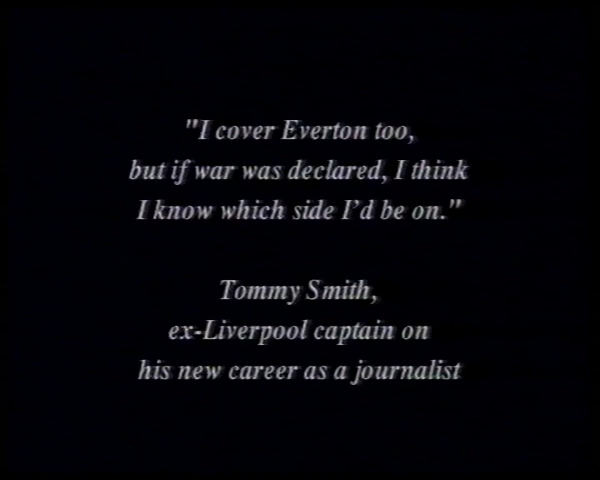 "I cover Everton too,
but if war was declared, I think
I know which side I'd be on."
Tommy Smith,
ex-Liverpool captain on
his new career as a journalist